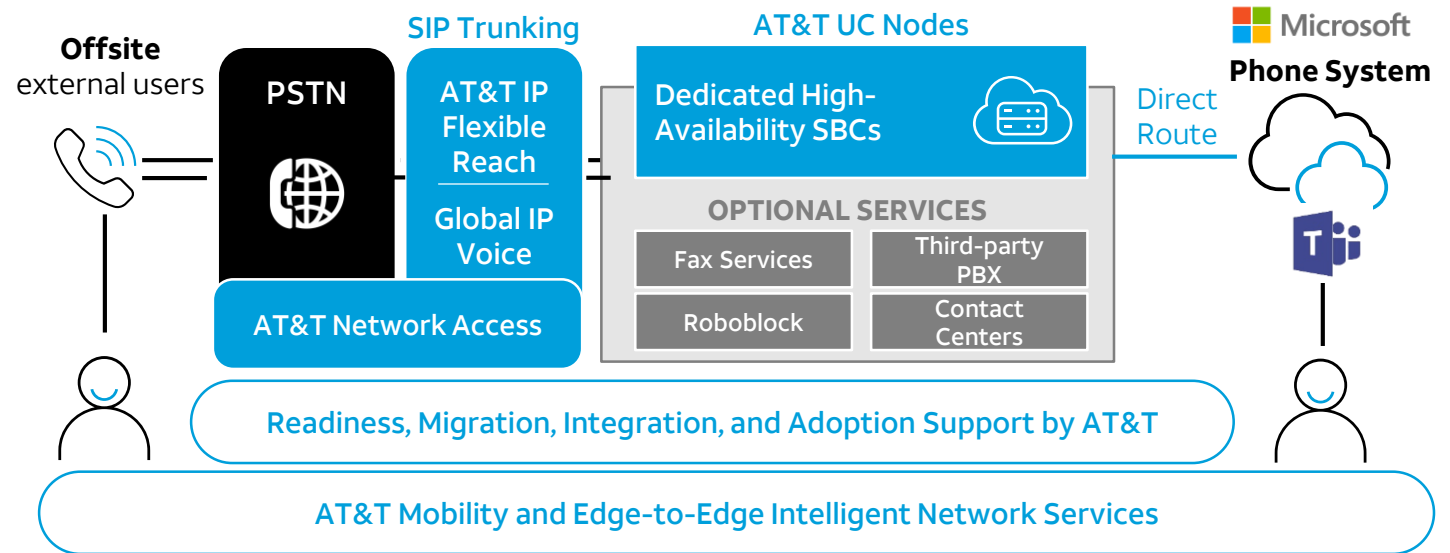 Offsite
external users
PSTN
SIP Trunking
AT&T IP
Flexible
Reach
Global IP
Voice
AT&T Network Access
AT&T UC Nodes
Dedicated High-
Availability SBCs
OPTIONAL SERVICES
Fax Services
Third-party
PBX
Roboblock
Contact
Centers
Direct
Route
Microsoft
Phone System
T
Readiness, Migration, Integration, and Adoption Support by AT&T
AT&T Mobility and Edge-to-Edge Intelligent Network Services